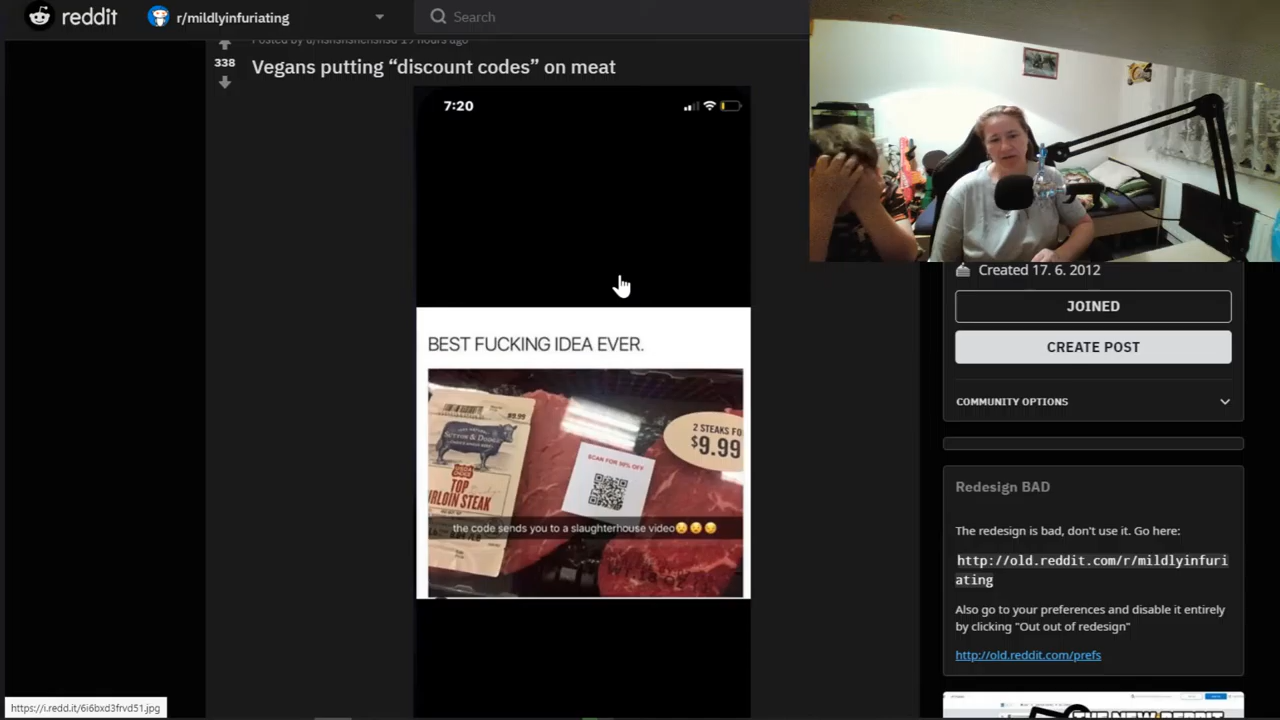 reddit
r/mildlyinfuriating
Search
338
Vegans putting “discount codes” on meat
7:20
BEST FUCKING IDEA EVER.
$9.99
SUTTON & DODGE
TOP
IRLOIN STEAK
SCAN FOR 50% OFF
2 STEAKS FO
$9.99
the code sends you to a slaughterhouse video😟😟😟
Created 17. 6. 2012
JOINED
CREATE POST
COMMUNITY OPTIONS
Redesign BAD
The redesign is bad, don't use it. Go here:
http://old.reddit.com/r/mildlyinfuri
ating
Also go to your preferences and disable it entirely
by clicking "Out out of redesign"
http://old.reddit.com/prefs
https://i.redd.it/6i6bxd3frvd51.jpg